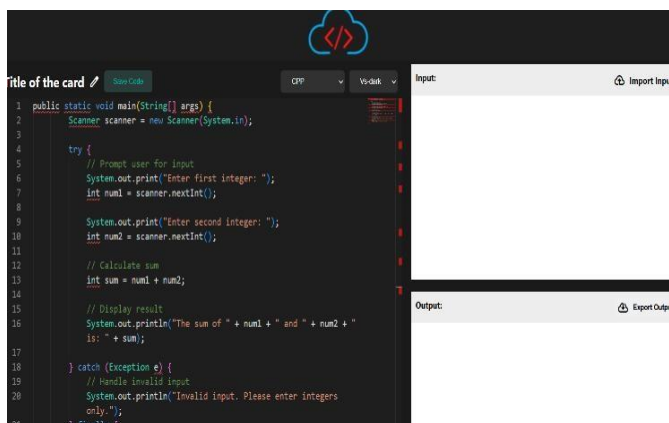 </>
Title of the card Save Code CPP Vs-dark Input: Import Inpu
1 public static void main(String[] args) {
2 Scanner scanner = new Scanner(System.in);
3
4 try {
5 // Prompt user for input
6 System.out.print("Enter first integer: ");
7 int num1 = scanner.nextInt();
8
9 System.out.print("Enter second integer: ");
10 int num2 = scanner.nextInt();
11
12 // Calculate sum
13 int sum = num1 + num2;
14
15 // Display result
Output: Export Outp
16 System.out.println("The sum of " + num1 + " and " + num2 + "
is: " + sum);
17
18 } catch (Exception e) {
19 // Handle invalid input
20 System.out.println("Invalid input. Please enter integers
only.");